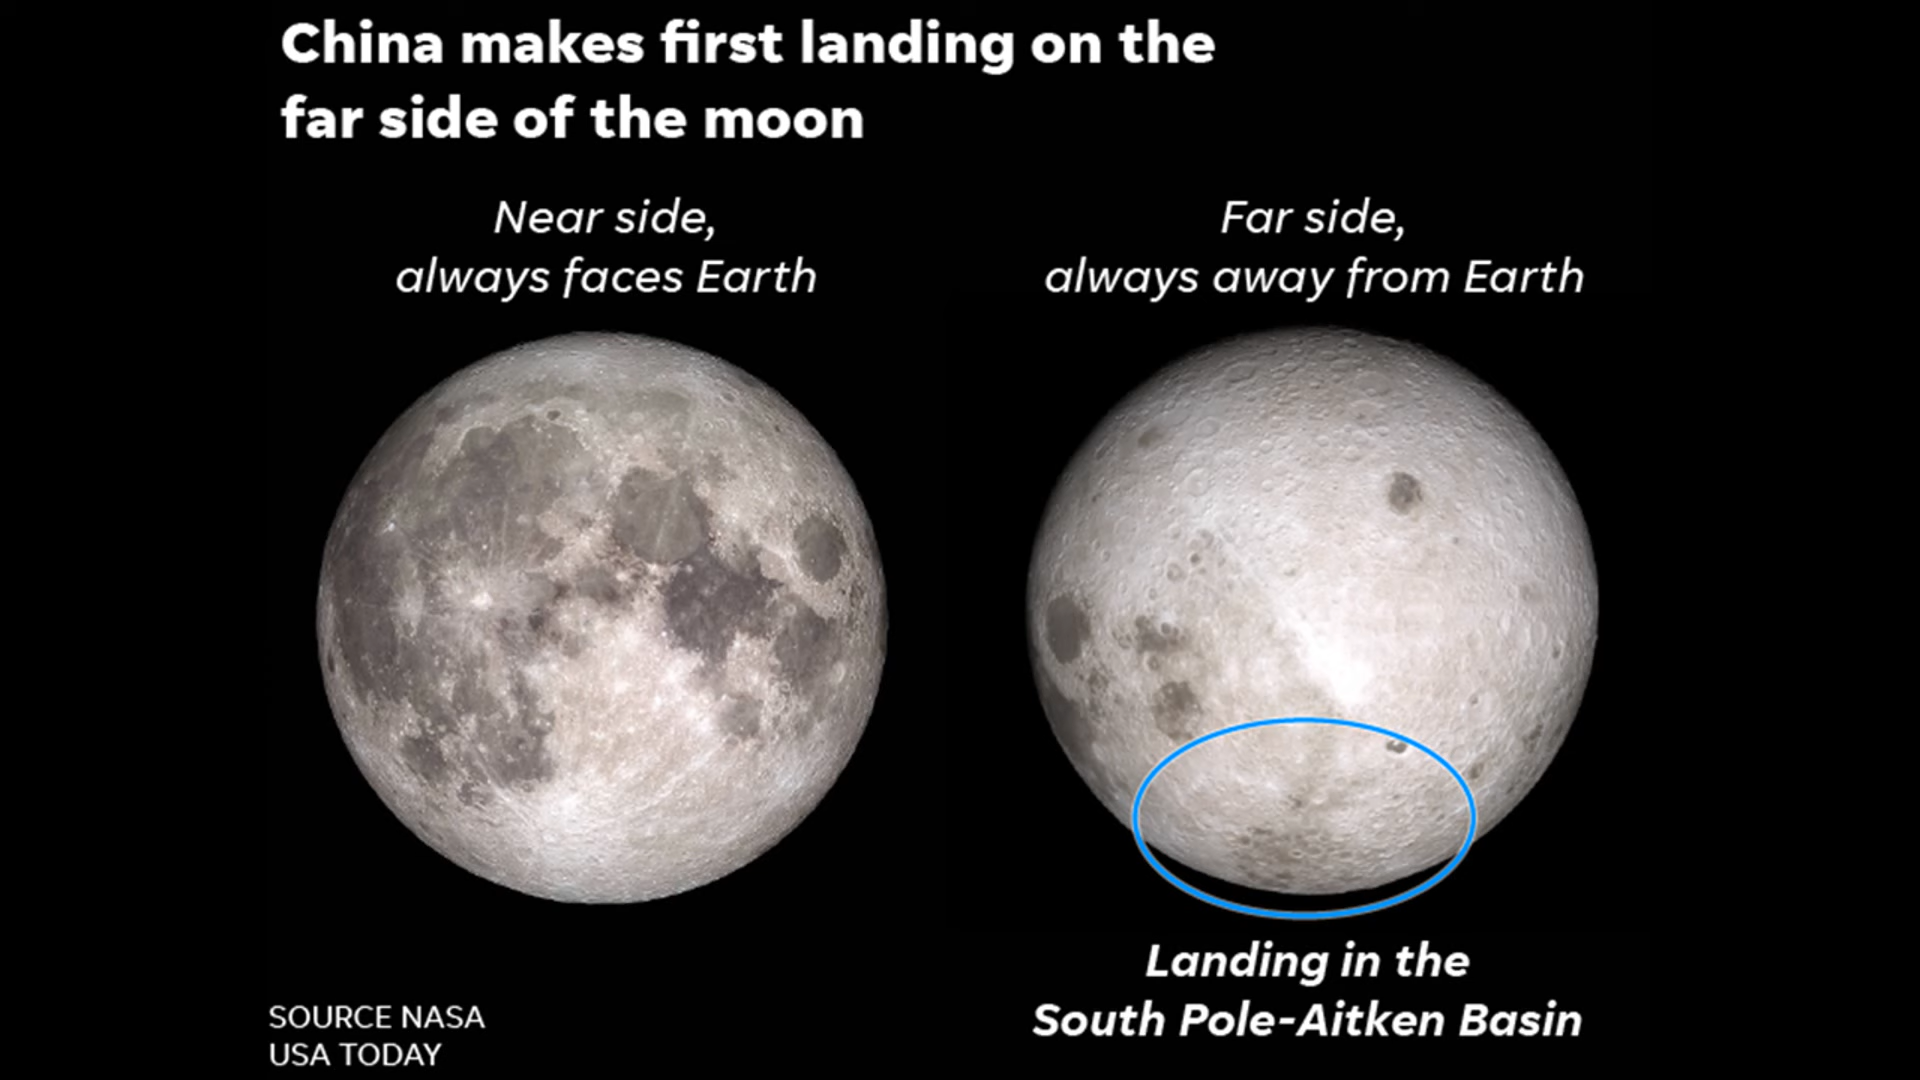 China makes first landing on the
far side of the moon
Near side,
always faces Earth
Far side,
always away from Earth
Landing in the
South Pole-Aitken Basin
SOURCE NASA
USA TODAY